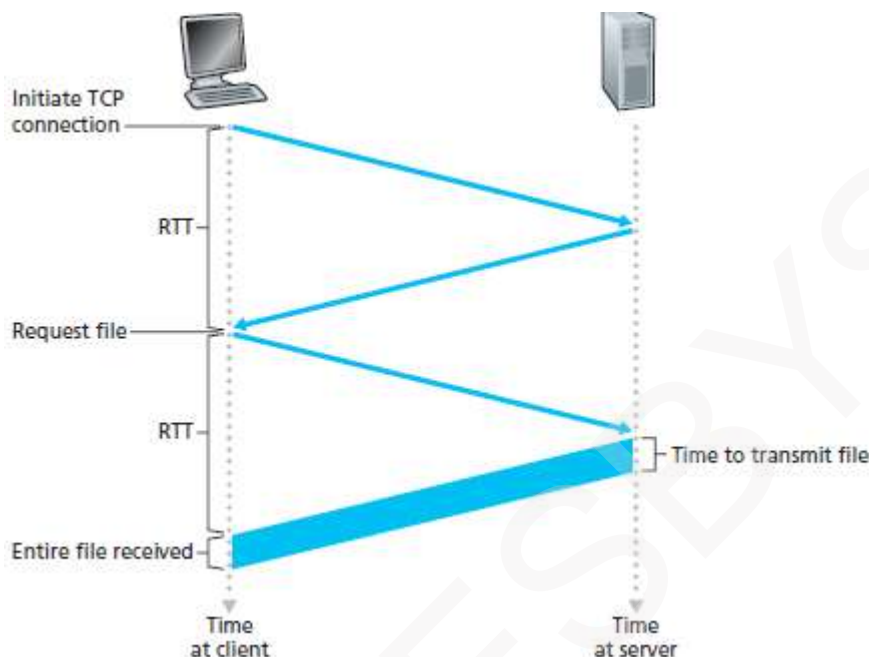 Initiate TCP
connection
RTT
Request file
RTT
Time to transmit file
Entire file received
Time
at client
Time
at server